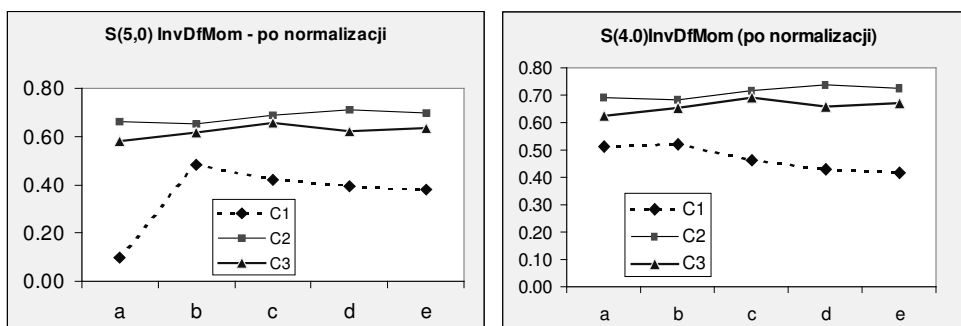 S(5,0) InvDfMom - po normalizacji
0.80
0.60
0.40
0.20
0.00
a b c d e
C1
C2
C3
S(4.0)InvDfMom (po normalizacji)
0.80
0.70
0.60
0.50
0.40
0.30
0.20
0.10
0.00
a b c d e
C1
C2
C3